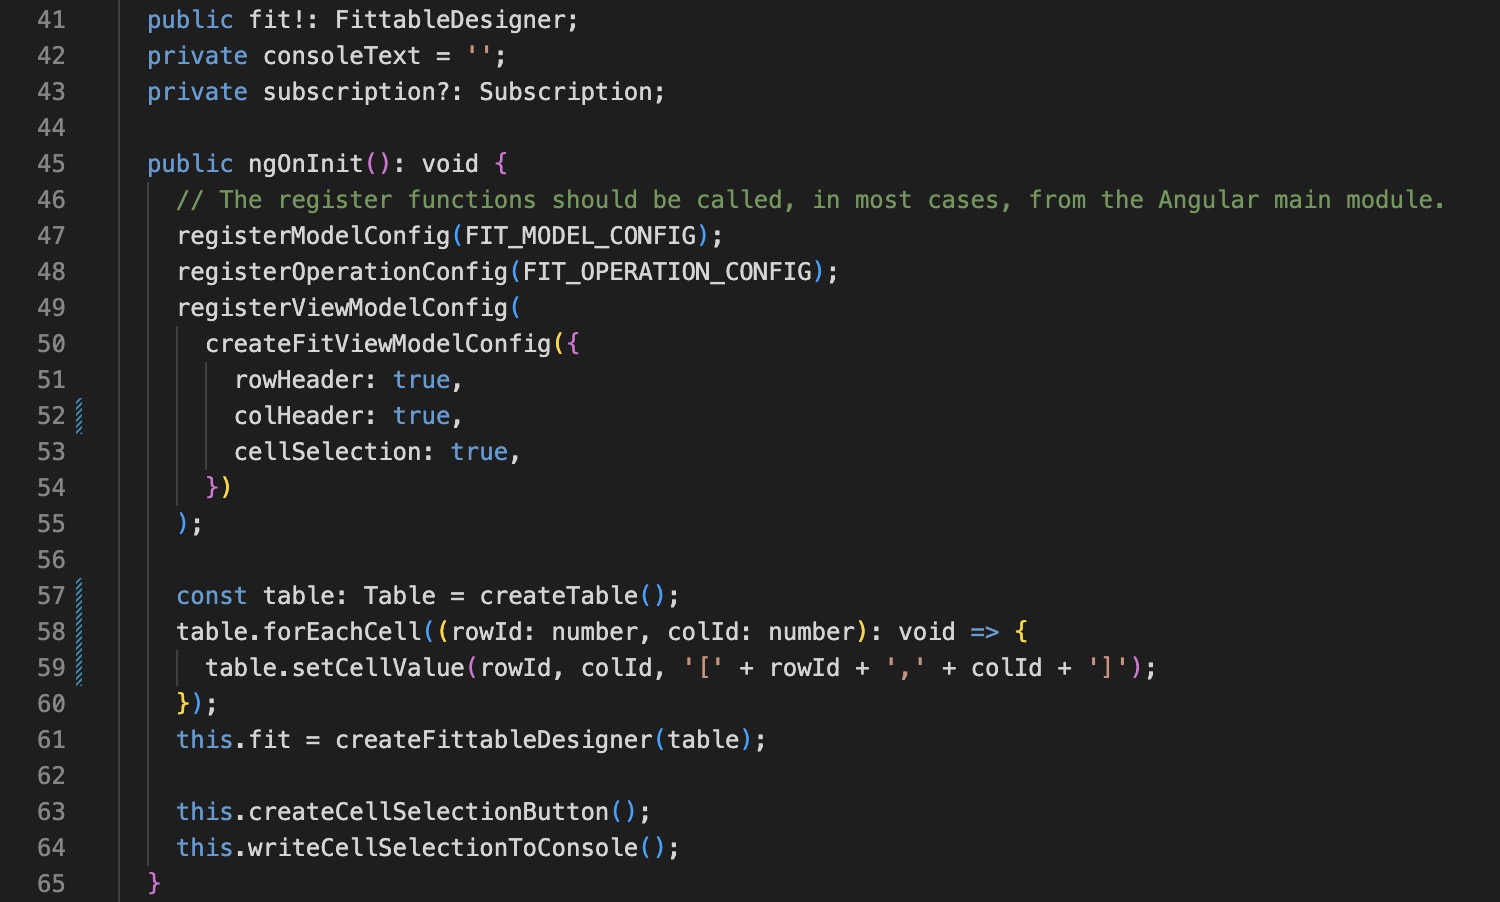 41 public fit!: FittableDesigner;
42 private consoleText = '';
43 private subscription?: Subscription;
44
45 public ngOnInit(): void {
46 // The register functions should be called, in most cases, from the Angular main module.
47 registerModelConfig(FIT_MODEL_CONFIG);
48 registerOperationConfig(FIT_OPERATION_CONFIG);
49 registerViewModelConfig(
50 createFitViewModelConfig({
51 rowHeader: true,
52 colHeader: true,
53 cellSelection: true,
54 })
55 );
56
57 const table: Table = createTable();
58 table.forEachCell((rowId: number, colId: number): void => {
59 table.setCellValue(rowId, colId, '[' + rowId + ',' + colId + ']');
60 });
61 this.fit = createFittableDesigner(table);
62
63 this.createCellSelectionButton();
64 this.writeCellSelectionToConsole();
65 }